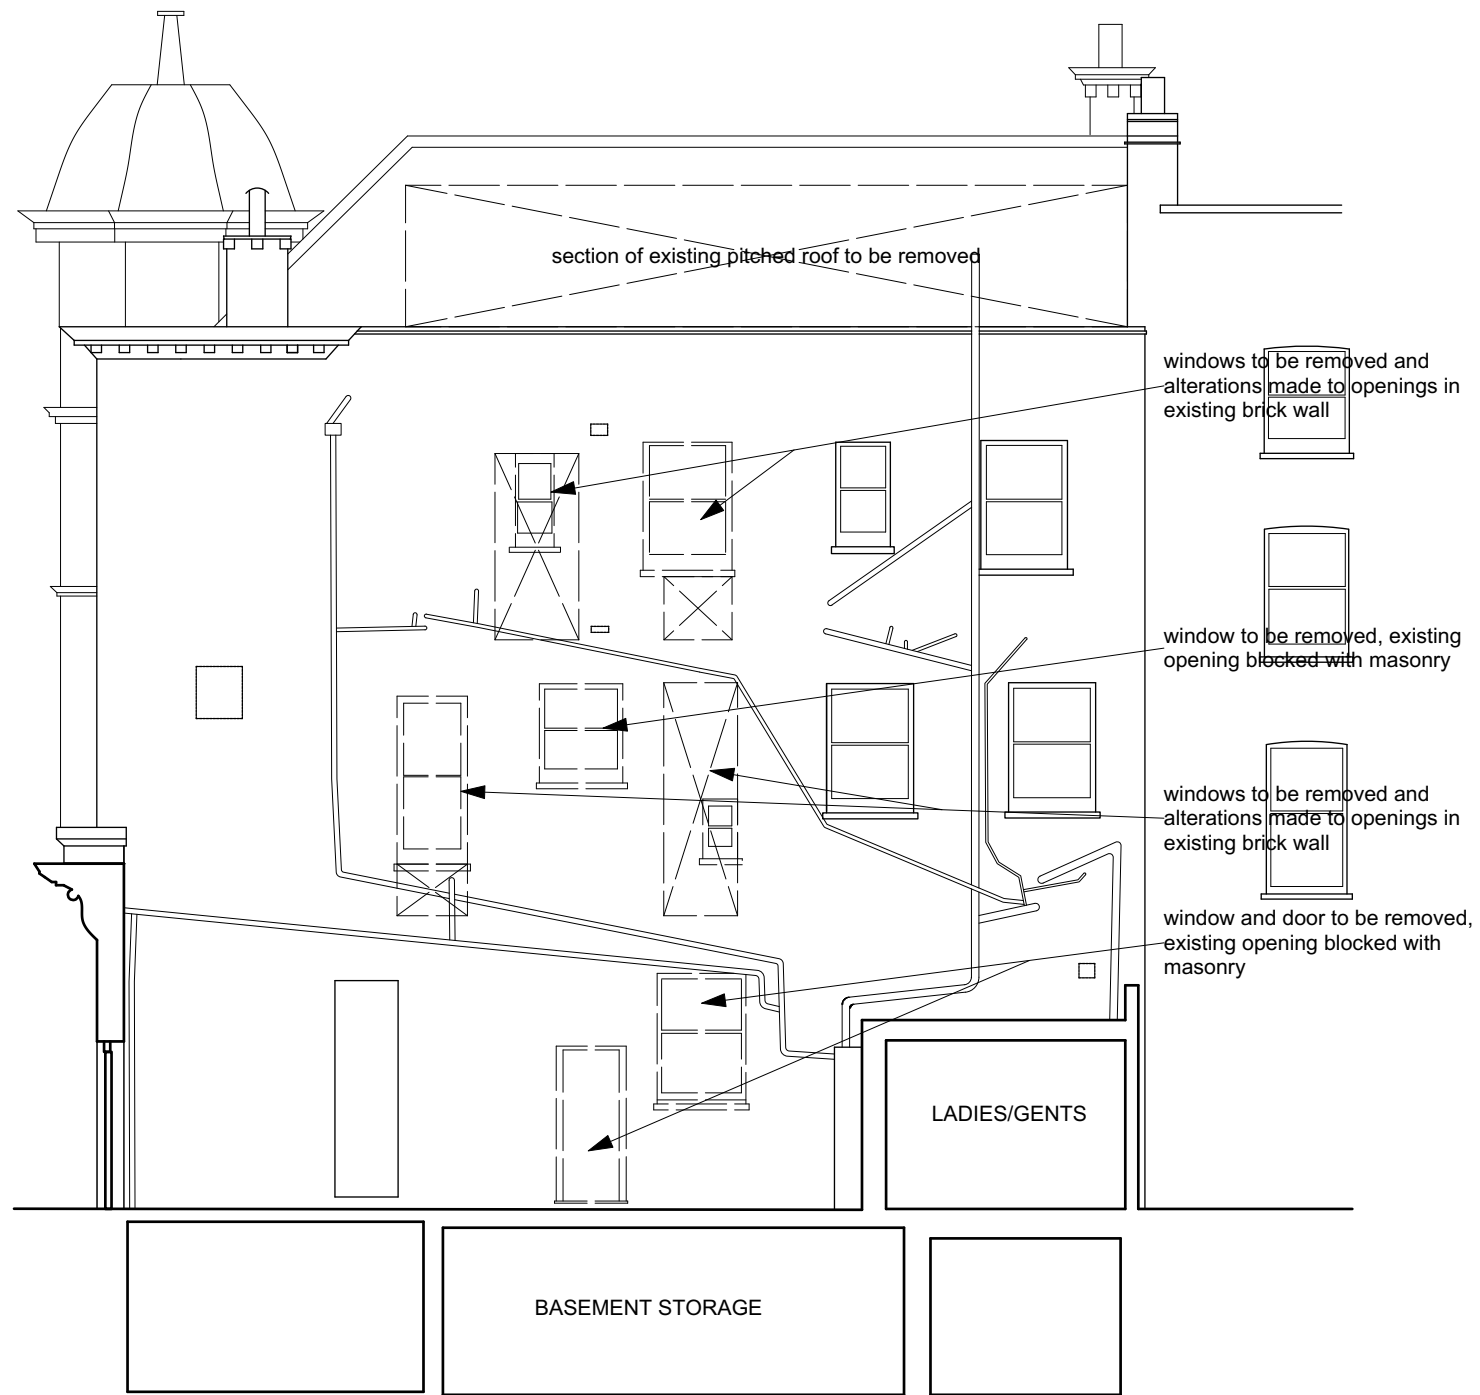 section of existing pitched roof to be removed
windows to be removed and
alterations made to openings in
existing brick wall
window to be removed, existing
opening blocked with masonry
windows to be removed and
alterations made to openings in
existing brick wall
window and door to be removed,
existing opening blocked with
masonry
LADIES/GENTS
BASEMENT STORAGE